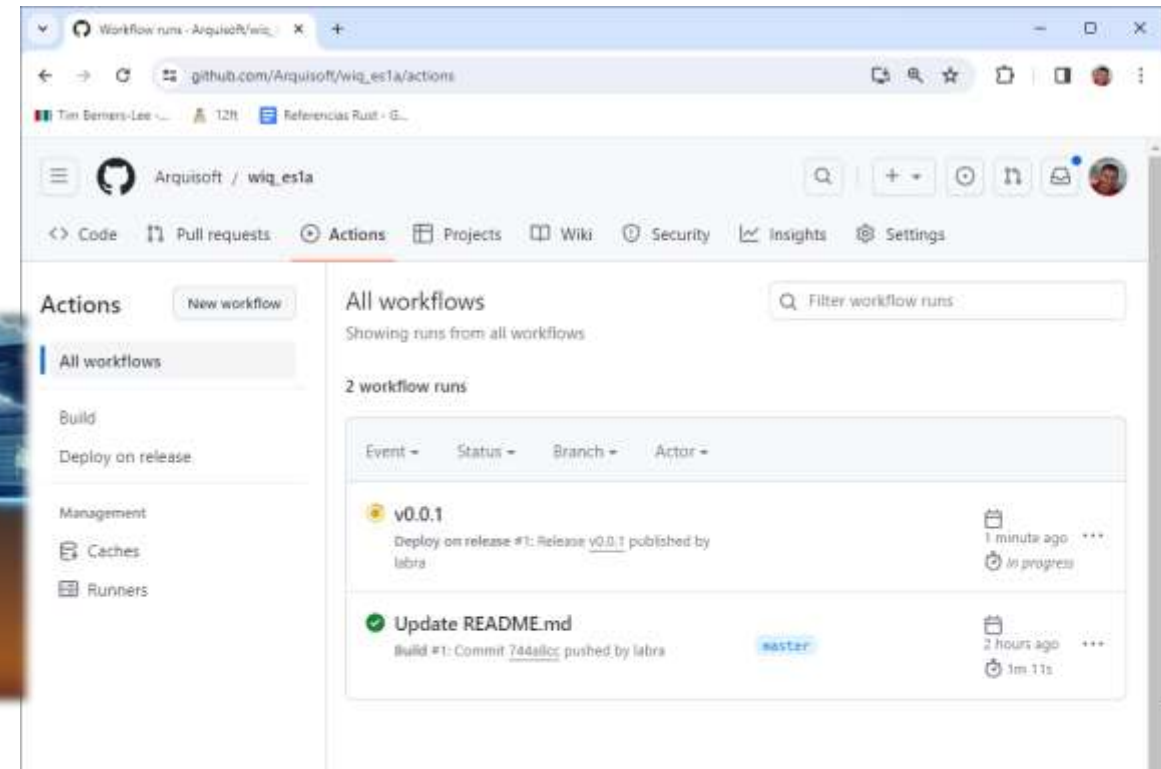 Workflow runs · Arquisoft/wiq_
github.com/Arquisoft/wiq_es1a/actions
Tim Berners-Lee -... 12ft Referencias Rust - G...
Arquisoft / wiq_es1a
Code Pull requests Actions Projects Wiki Security Insights Settings
Actions New workflow
All workflows
Build
Deploy on release
Management
Caches
Runners
All workflows
Filter workflow runs
Showing runs from all workflows
2 workflow runs
Event Status Branch Actor
v0.0.1
Deploy on release #1: Release v0.0.1 published by
labra
1 minute ago
In progress
Update README.md
Build #1: Commit pushed by labra
master
2 hours ago
1m 11s